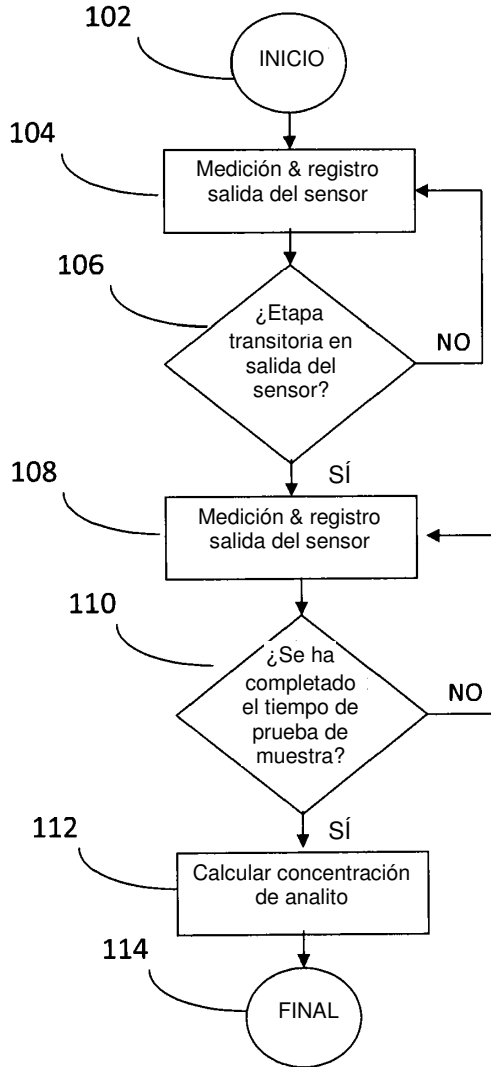 102
INICIO
104
Medición & registro
salida del sensor
106
¿Etapa
transitoria en
salida del
sensor?
NO
SÍ
108
Medición & registro
salida del sensor
110
¿Se ha
completado
el tiempo de
prueba de
muestra?
NO
SÍ
112
Calcular concentración
de analito
114
FINAL